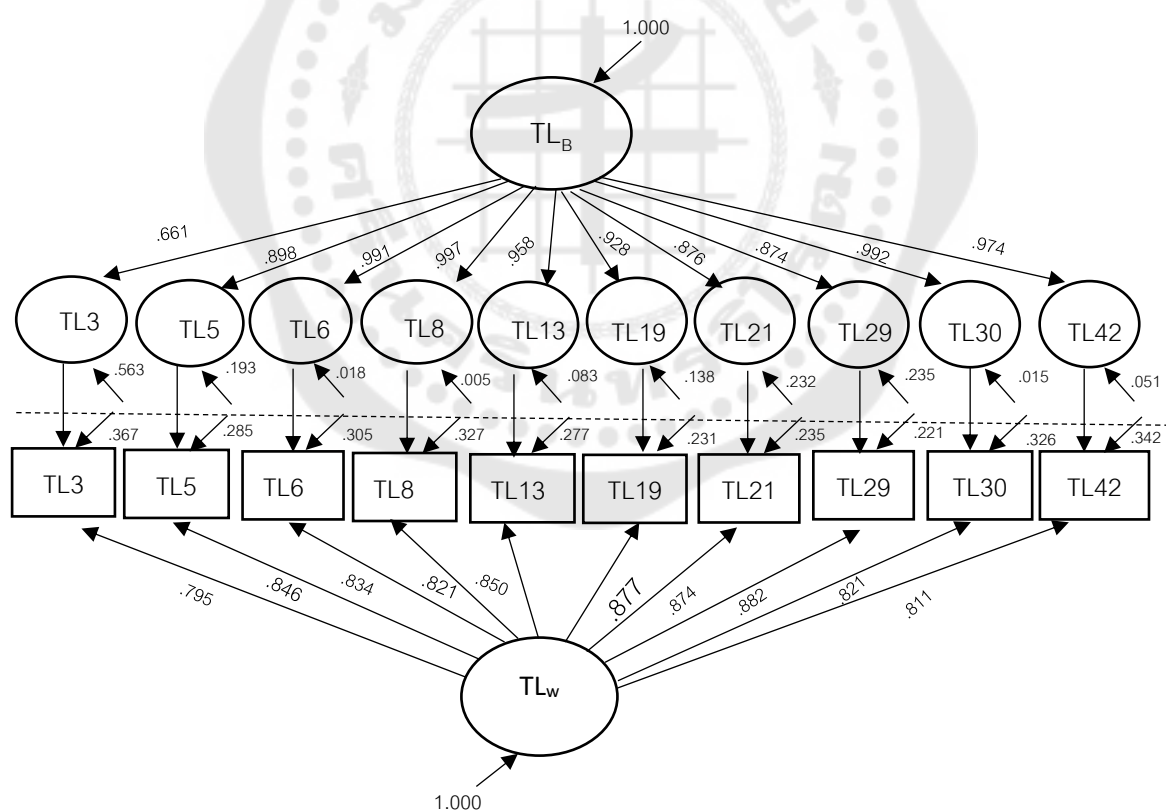 1.000
TL_B
.661 .898 .991 .997 .958 .928 .876 .874 .992 .974
TL3 TL5 TL6 TL8 TL13 TL19 TL21 TL29 TL30 TL42
.563 .193 .018 .005 .083 .138 .232 .235 .015 .051
.367 .285 .305 .327 .277 .231 .235 .221 .326 .342
TL3 TL5 TL6 TL8 TL13 TL19 TL21 TL29 TL30 TL42
.795 .846 .834 .821 .850 .877 .874 .882 .821 .811
TLw
1.000